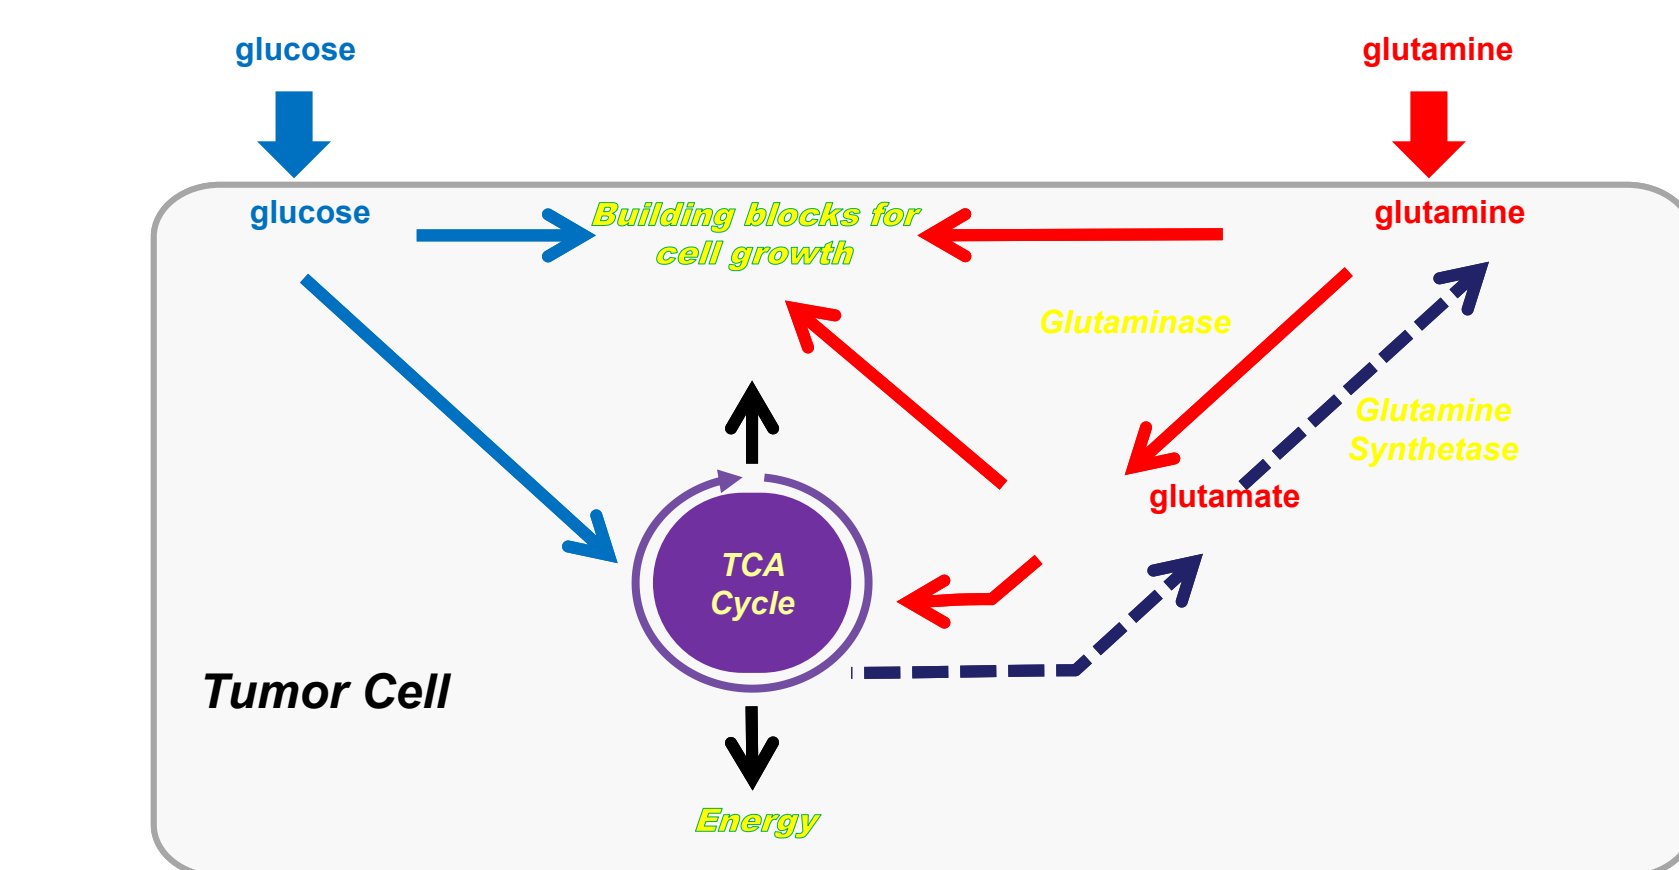 glucose
glutamine
glucose
Building blocks for
cell growth
glutamine
Glutaminase
Glutamine
Synthetase
glutamate
TCA
Cycle
Tumor Cell
Energy